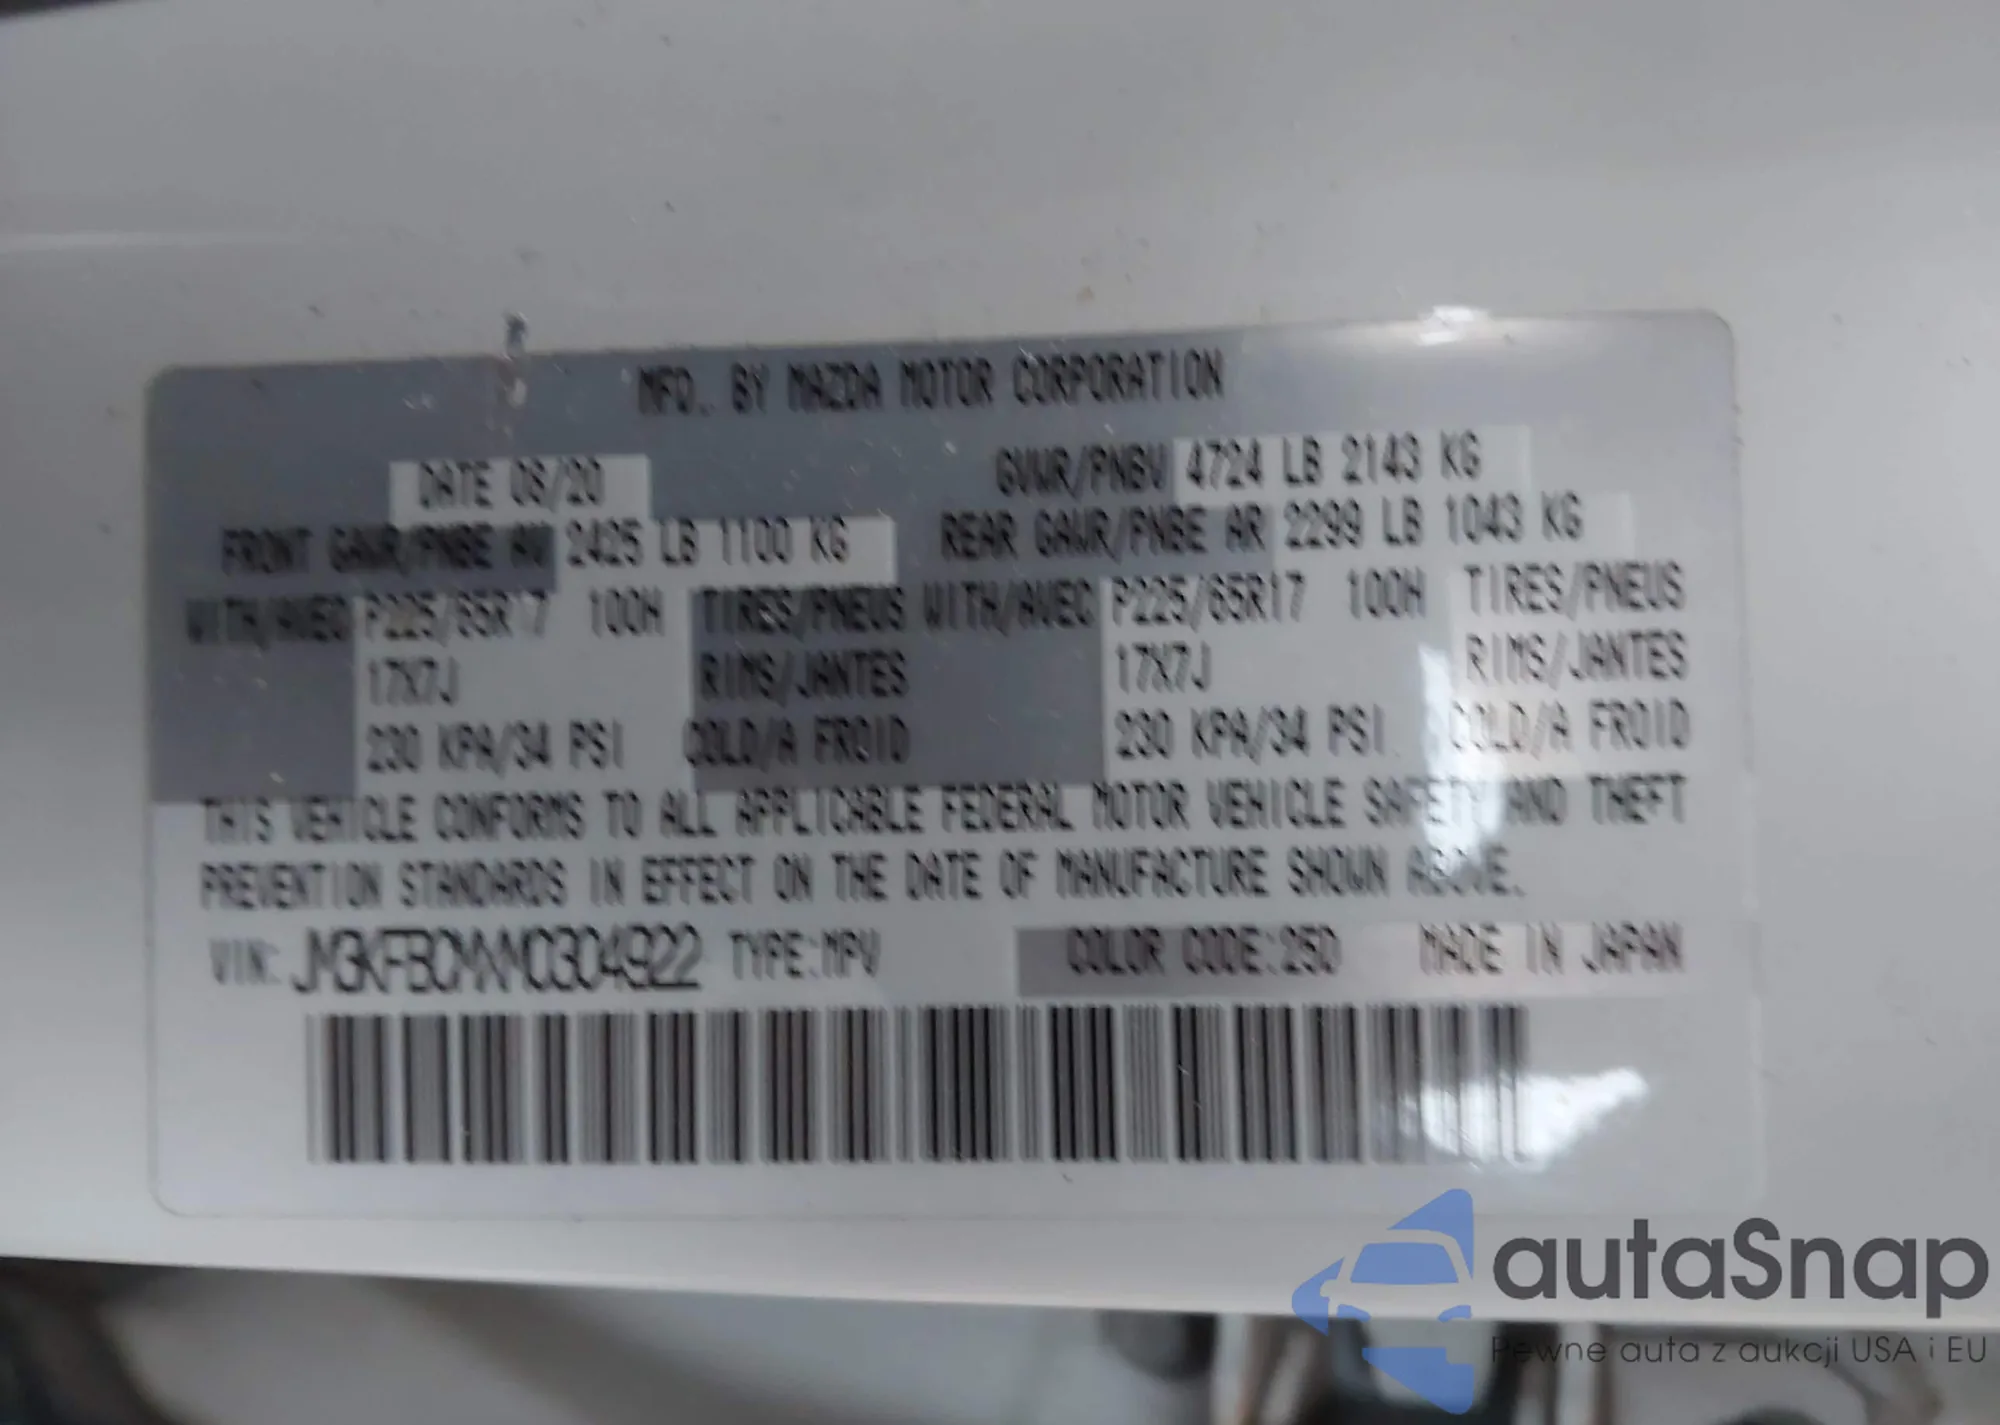 MFD. BY MAZDA MOTOR CORPORATION
DATE 08/20 GVWR/PNBV 4724 LB 2143 KG
FRONT GAWR/PNBE AV 2425 LB 1100 KG REAR GAWR/PNBE AR 2299 LB 1043 KG
WITH/AVEC P225/65R17 100H TIRES/PNEUS WITH/AVEC P225/65R17 100H TIRES/PNEUS
17X7J RIMS/JANTES 17X7J RIMS/JANTES
230 KPA/34 PSI COLD/A FROID 230 KPA/34 PSI COLD/A FROID
THIS VEHICLE CONFORMS TO ALL APPLICABLE FEDERAL MOTOR VEHICLE SAFETY AND THEFT
PREVENTION STANDARDS IN EFFECT ON THE DATE OF MANUFACTURE SHOWN ABOVE.
VIN: TYPE:MPV COLOR CODE:25D MADE IN JAPAN
autaSnap
Pewne auta z aukcji USA i EU